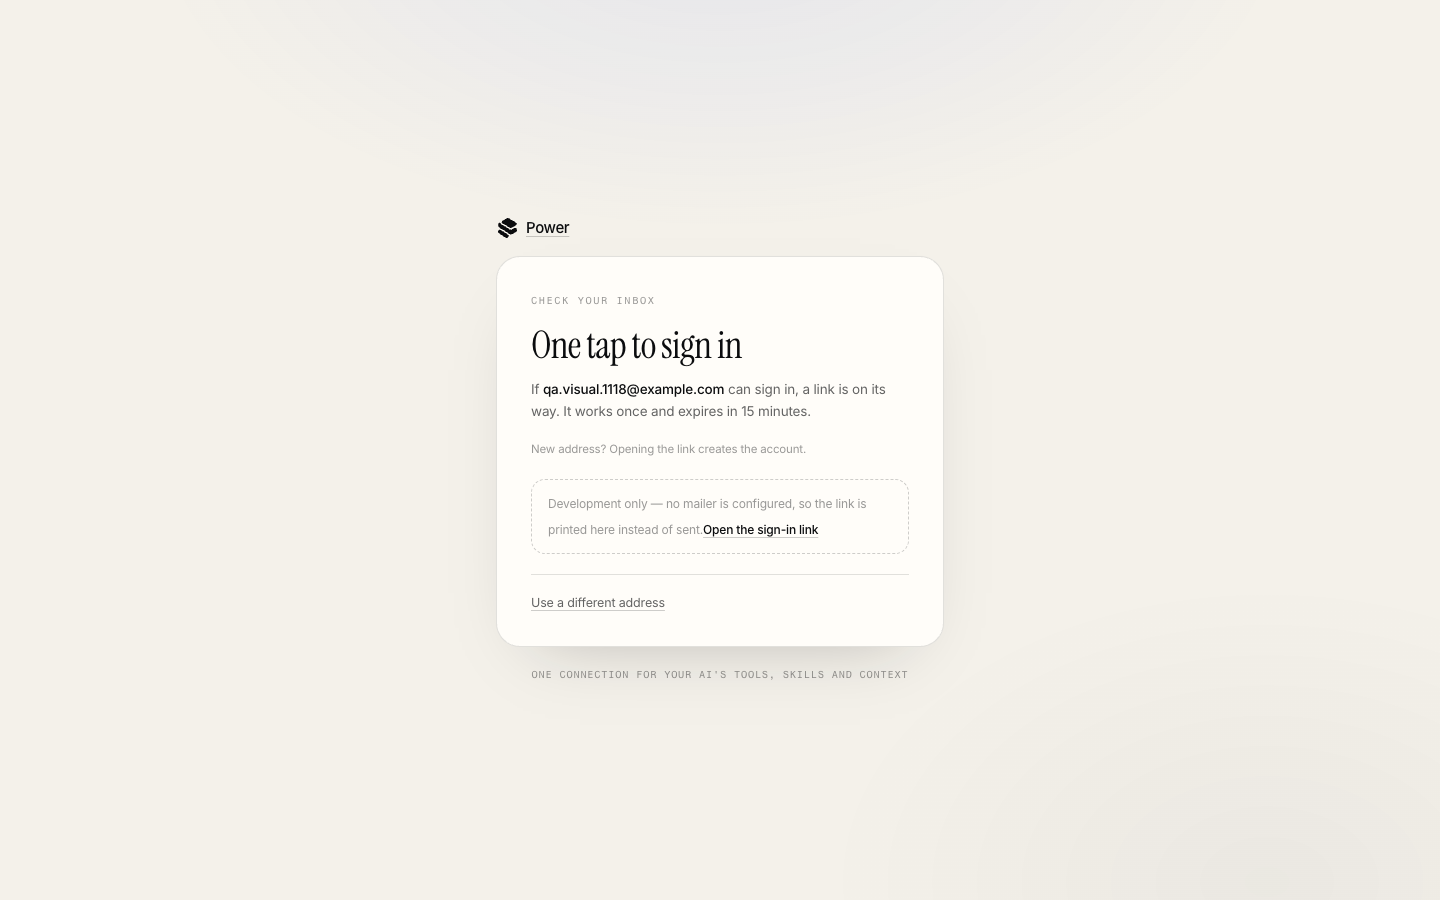 Power
CHECK YOUR INBOX
One tap to sign in
If qa.visual.1118@example.com can sign in, a link is on its
way. It works once and expires in 15 minutes.
New address? Opening the link creates the account.
Development only — no mailer is configured, so the link is
printed here instead of sent.Open the sign-in link
Use a different address
ONE CONNECTION FOR YOUR AI'S TOOLS, SKILLS AND CONTEXT